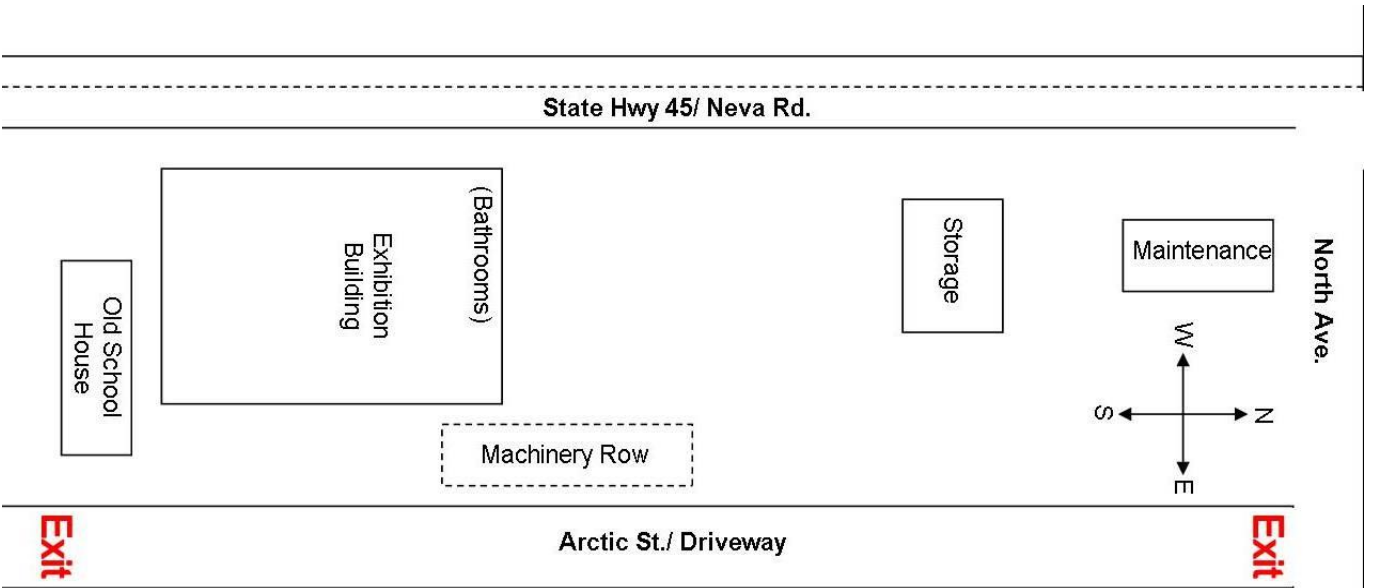 State Hwy 45/ Neva Rd.
(Bathrooms)
Exhibition
Building
Old School
House
Storage
Maintenance
North Ave.
W
S
N
E
Machinery Row
Exit
Arctic St./ Driveway
Exit